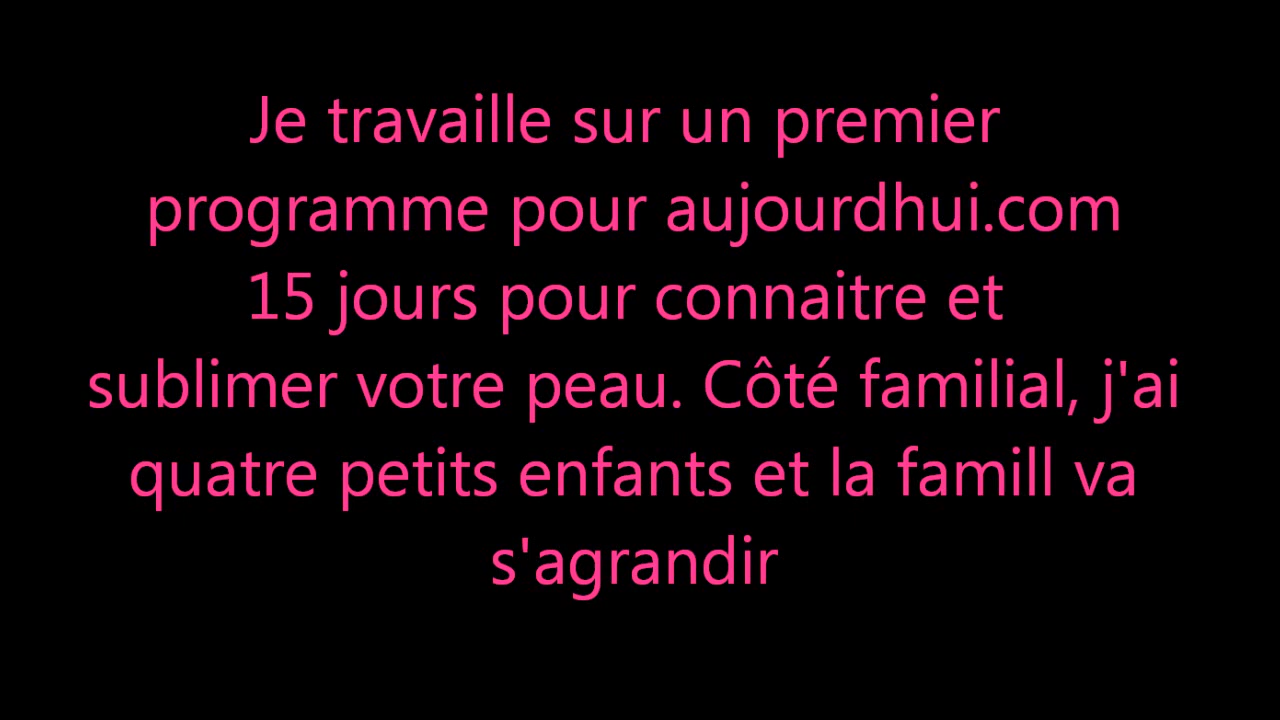 Je travaille sur un premier
programme pour aujourdhui.com
15 jours pour connaitre et
sublimer votre peau. Côté familial, j'ai
quatre petits enfants et la famill va
s'agrandir